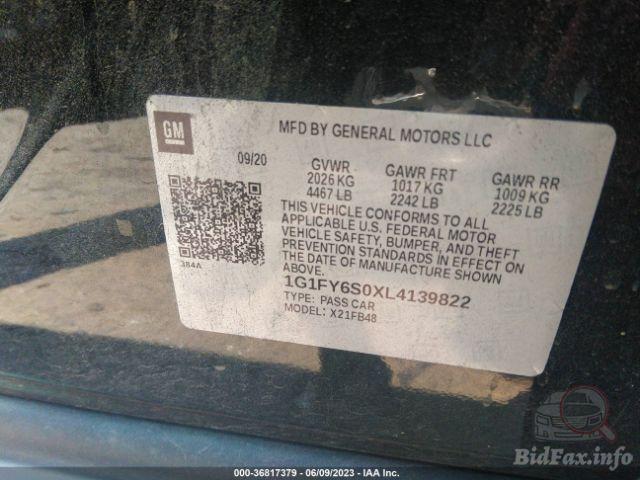 GM
MFD BY GENERAL MOTORS LLC
09/20 GVWR GAWR FRT GAWR RR
2026 KG 1017 KG 1009 KG
4467 LB 2242 LB 2225 LB
THIS VEHICLE CONFORMS TO ALL
APPLICABLE U.S. FEDERAL MOTOR
VEHICLE SAFETY, BUMPER, AND THEFT
PREVENTION STANDARDS IN EFFECT ON
THE DATE OF MANUFACTURE SHOWN
ABOVE.
384A
1G1FY6S0XL4139822
TYPE: PASS CAR
MODEL: X21FB48
BidFax.info
000-36817379 - 06/09/2023 - IAA Inc.